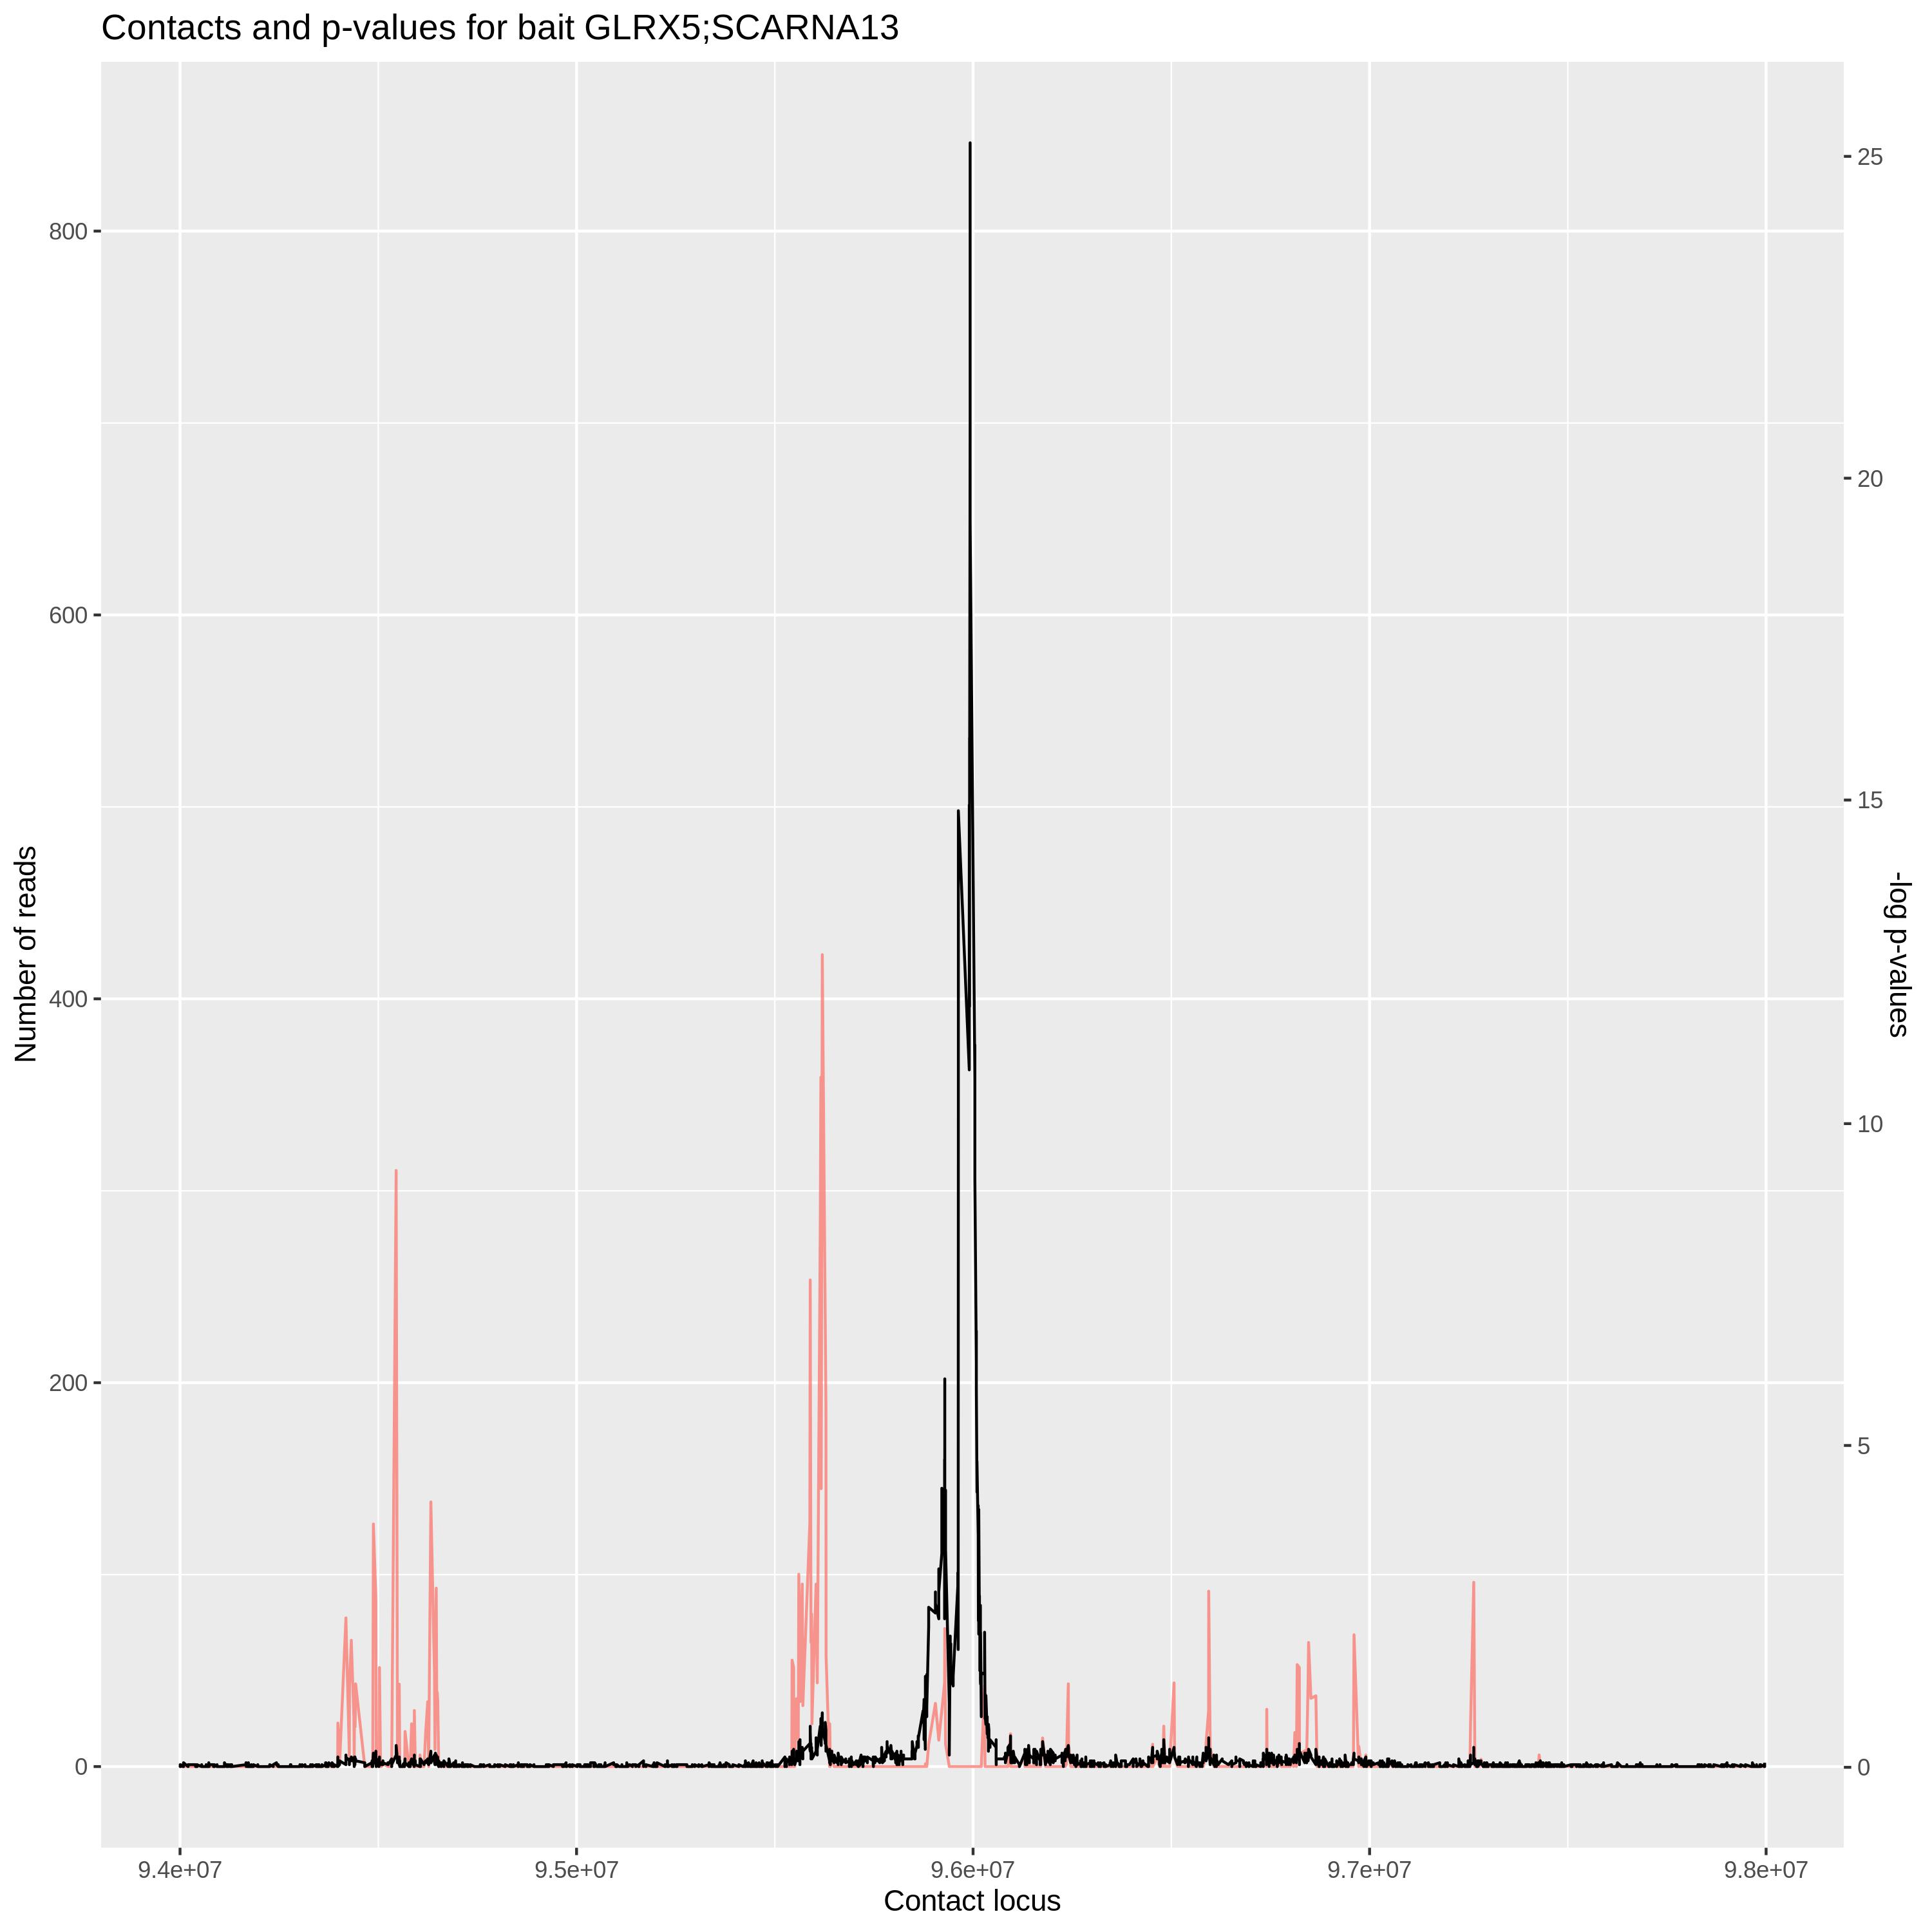 Contacts and p-values for bait GLRX5;SCARNA13
Number of reads
800
600
400
200
0
25
20
15
10
5
0
-log p-values
9.4e+07 9.5e+07 9.6e+07 9.7e+07 9.8e+07
Contact locus